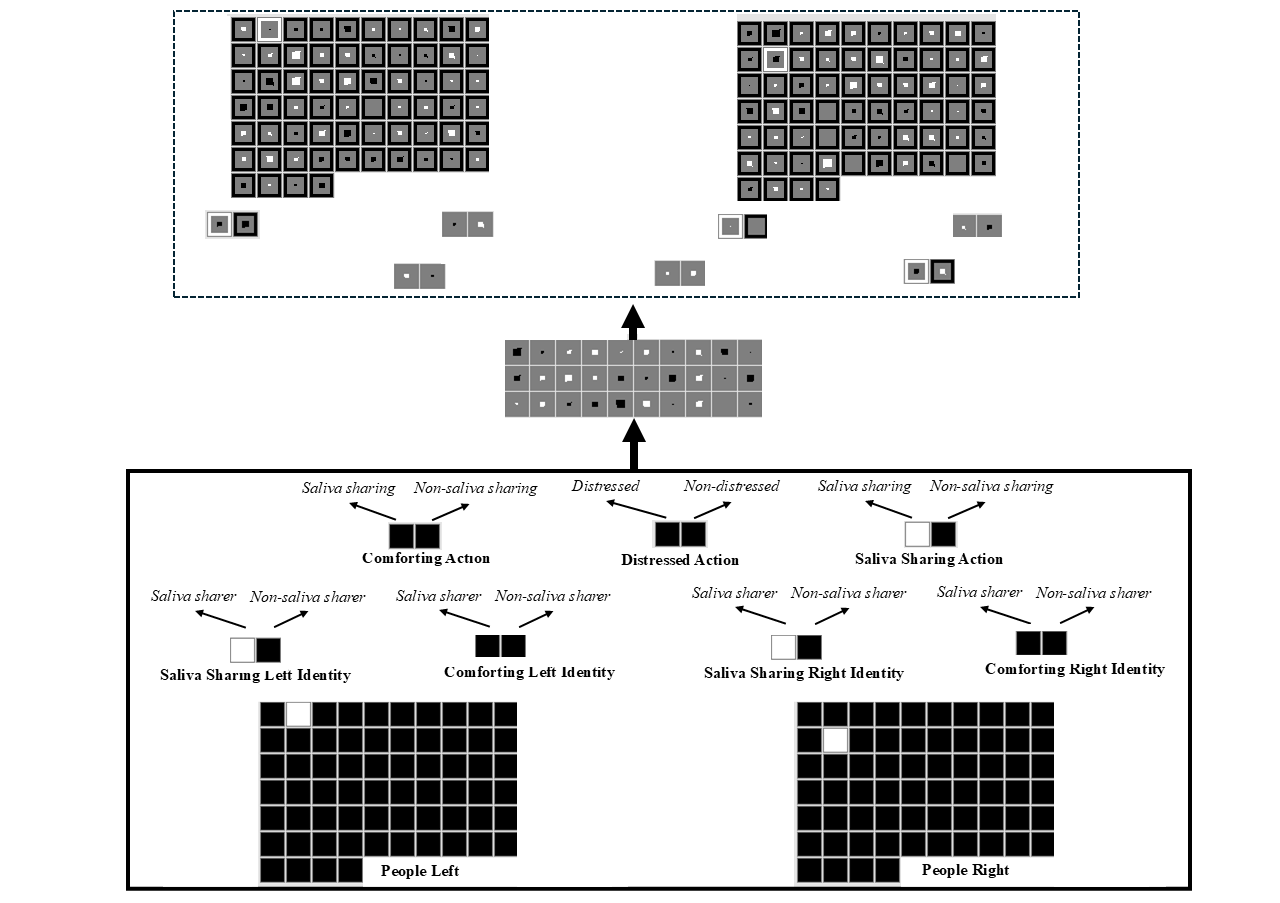 Saliva sharing Non-saliva sharing Distressed Non-distressed Saliva sharing Non-saliva sharing
Comforting Action Distressed Action Saliva Sharing Action
Saliva sharer Non-saliva sharer Saliva sharer Non-saliva sharer Saliva sharer Non-saliva sharer Saliva sharer Non-saliva sharer
Saliva Sharing Left Identity Comforting Left Identity Saliva Sharing Right Identity Comforting Right Identity
People Left People Right